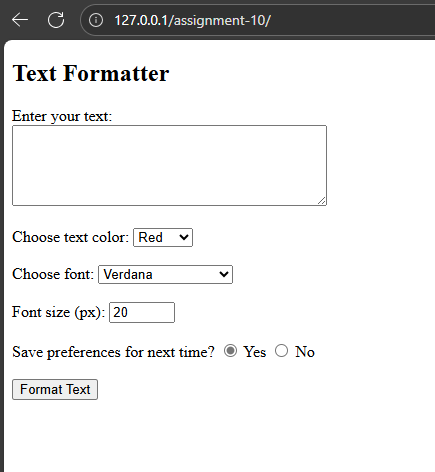 127.0.0.1/assignment-10/
Text Formatter
Enter your text:
Choose text color: Red
Choose font: Verdana
Font size (px): 20
Save preferences for next time? Yes No
Format Text